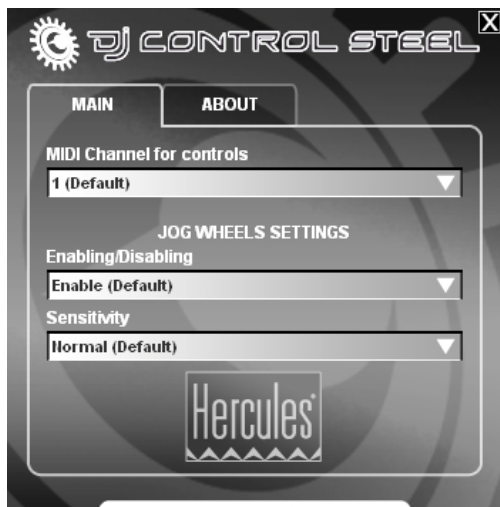 DJ CONTROL STEEL
X
MAIN
ABOUT
MIDI Channel for controls
1 (Default)
JOG WHEELS SETTINGS
Enabling/Disabling
Enable (Default)
Sensitivity
Normal (Default)
Hercules